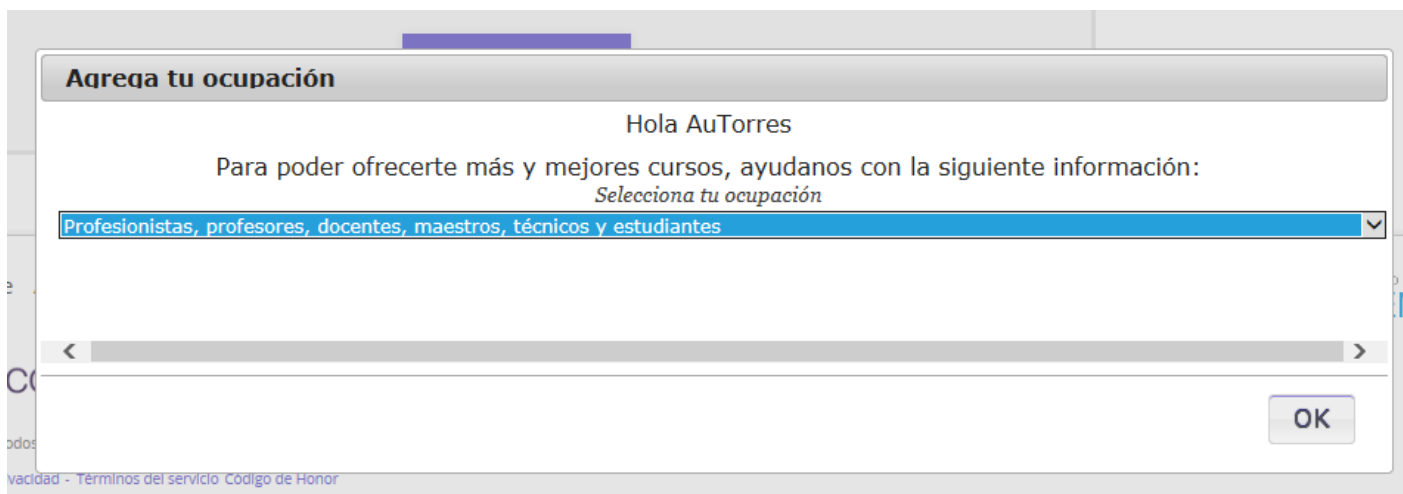 Agrega tu ocupación
Hola AuTorres
Para poder ofrecerte más y mejores cursos, ayudanos con la siguiente información:
Selecciona tu ocupación
Profesionistas, profesores, docentes, maestros, técnicos y estudiantes
OK
Términos del servicio Código de Honor